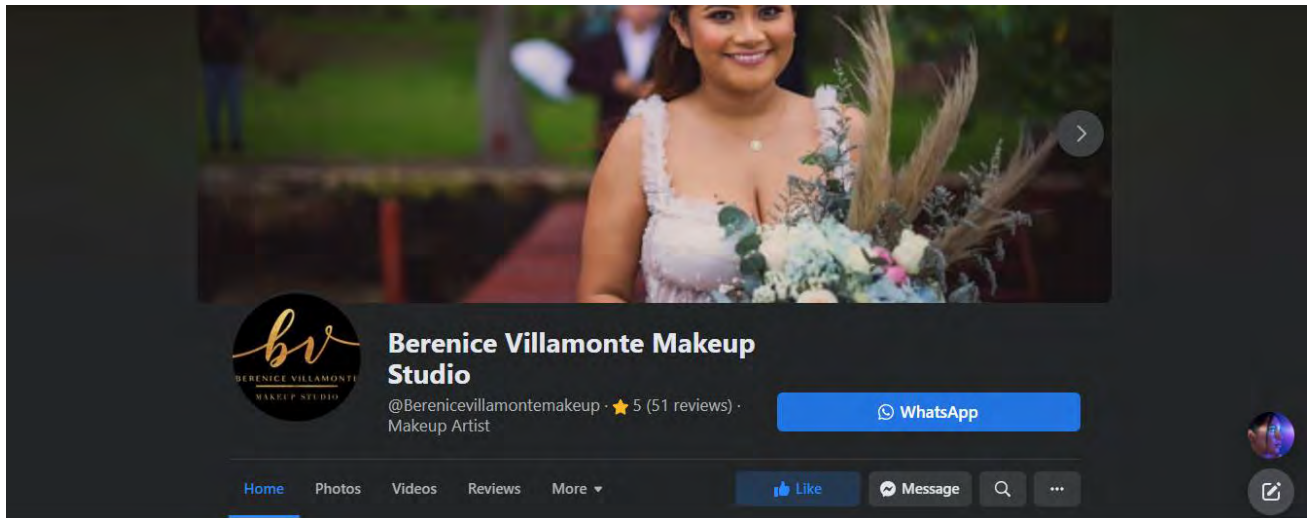 bv
BERENICE VILLAMONTE
MAKEUP STUDIO
Berenice Villamonte Makeup
Studio
@Berenicevillamontemakeup · ⭐ 5 (51 reviews) ·
Makeup Artist
WhatsApp
Home Photos Videos Reviews More
Like Message